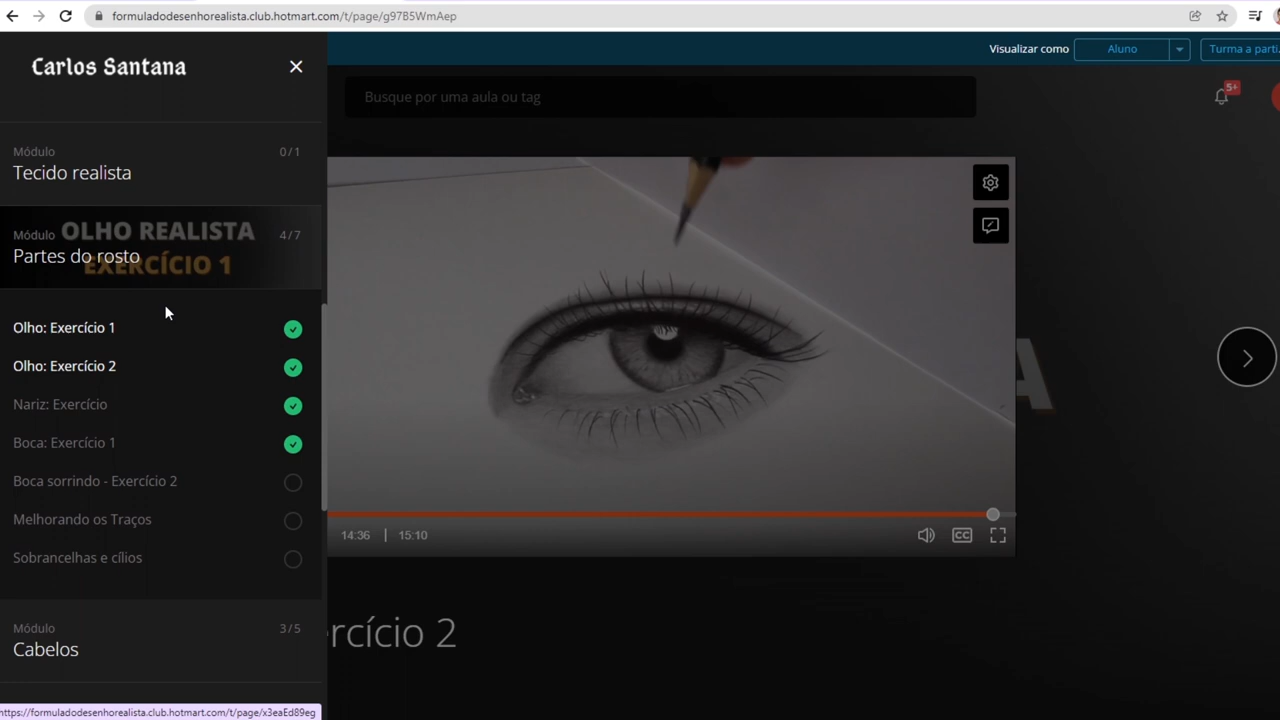 formuladodesenhorealista.club.hotmart.com/t/page/g97B5WmAep
Carlos Santana
Visualizar como
Aluno
Turma a parti
Busque por uma aula ou tag
5+
Módulo
0/1
Tecido realista
OLHO REALISTA
EXERCÍCIO 1
Módulo
4/7
Partes do rosto
Olho: Exercício 1
Olho: Exercício 2
Nariz: Exercício
Boca: Exercício 1
Boca sorrindo - Exercício 2
Melhorando os Traços
Sobrancelhas e cílios
Módulo
3/5
Cabelos
14:36 | 15:10
CC
A
rcício 2
https://formuladodesenhorealista.club.hotmart.com/t/page/x3eaEd89eg